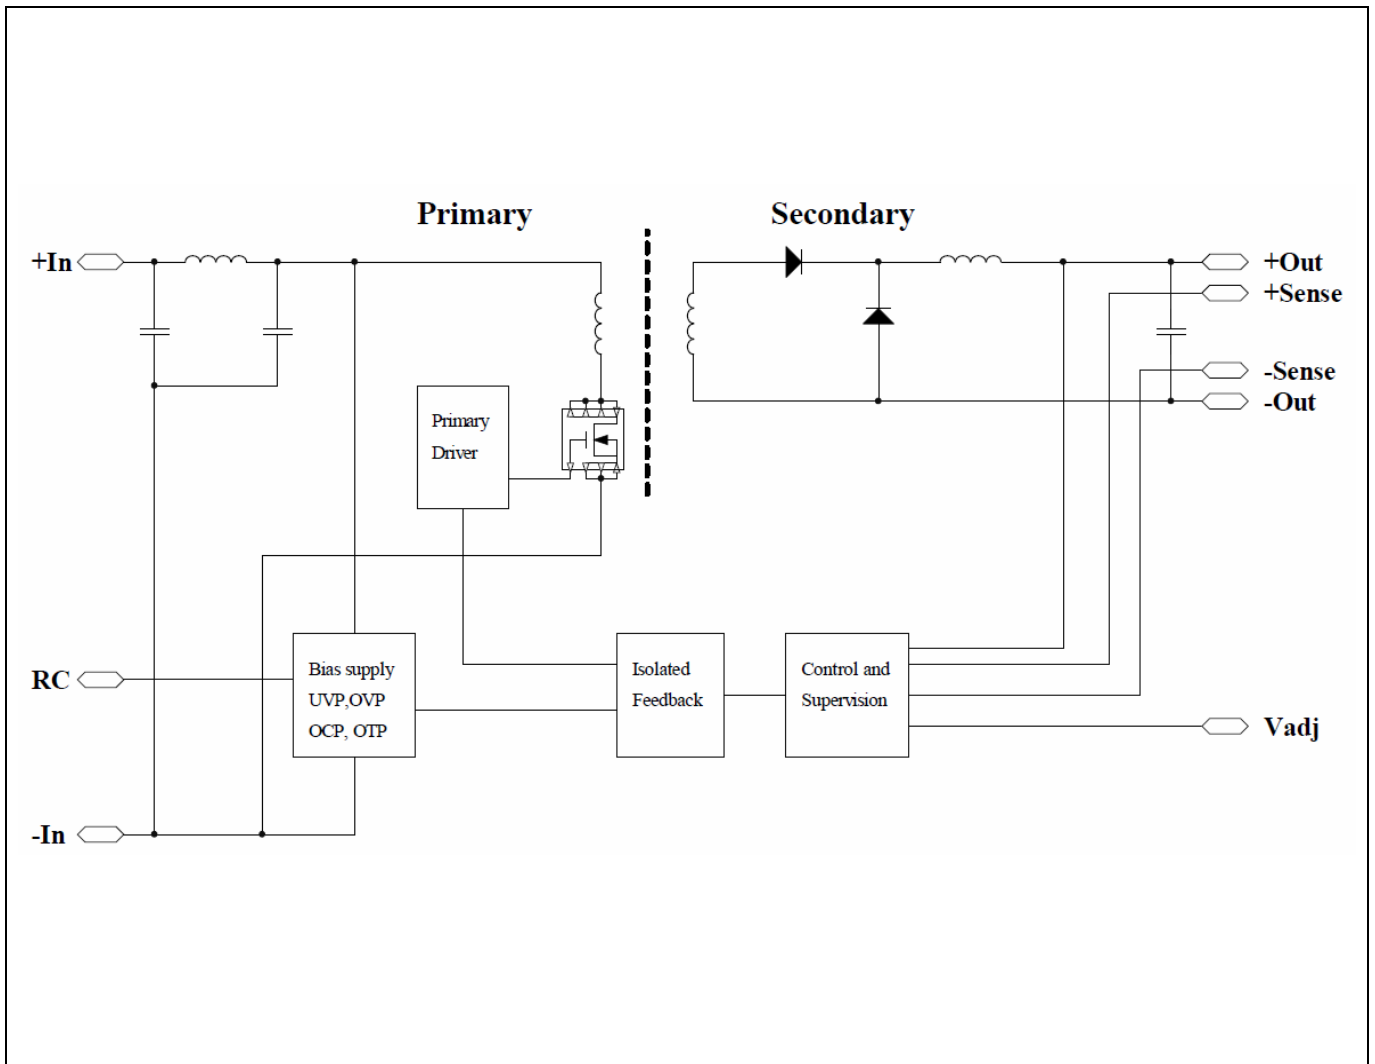 Primary
Secondary
+In
+Out
+Sense
-Sense
-Out
Primary
Driver
RC
Bias supply
UVP,OVP
OCP, OTP
Isolated
Feedback
Control and
Supervision
Vadj
-In